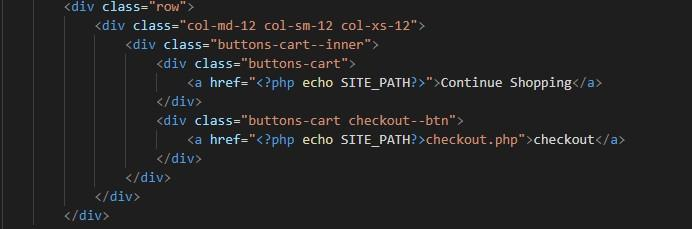 <div class="row">
<div class="col-md-12 col-sm-12 col-xs-12">
<div class="buttons-cart--inner">
<div class="buttons-cart">
<a href="<?php echo SITE_PATH?>">Continue Shopping</a>
</div>
<div class="buttons-cart checkout--btn">
<a href="<?php echo SITE_PATH?>checkout.php">checkout</a>
</div>
</div>
</div>
</div>